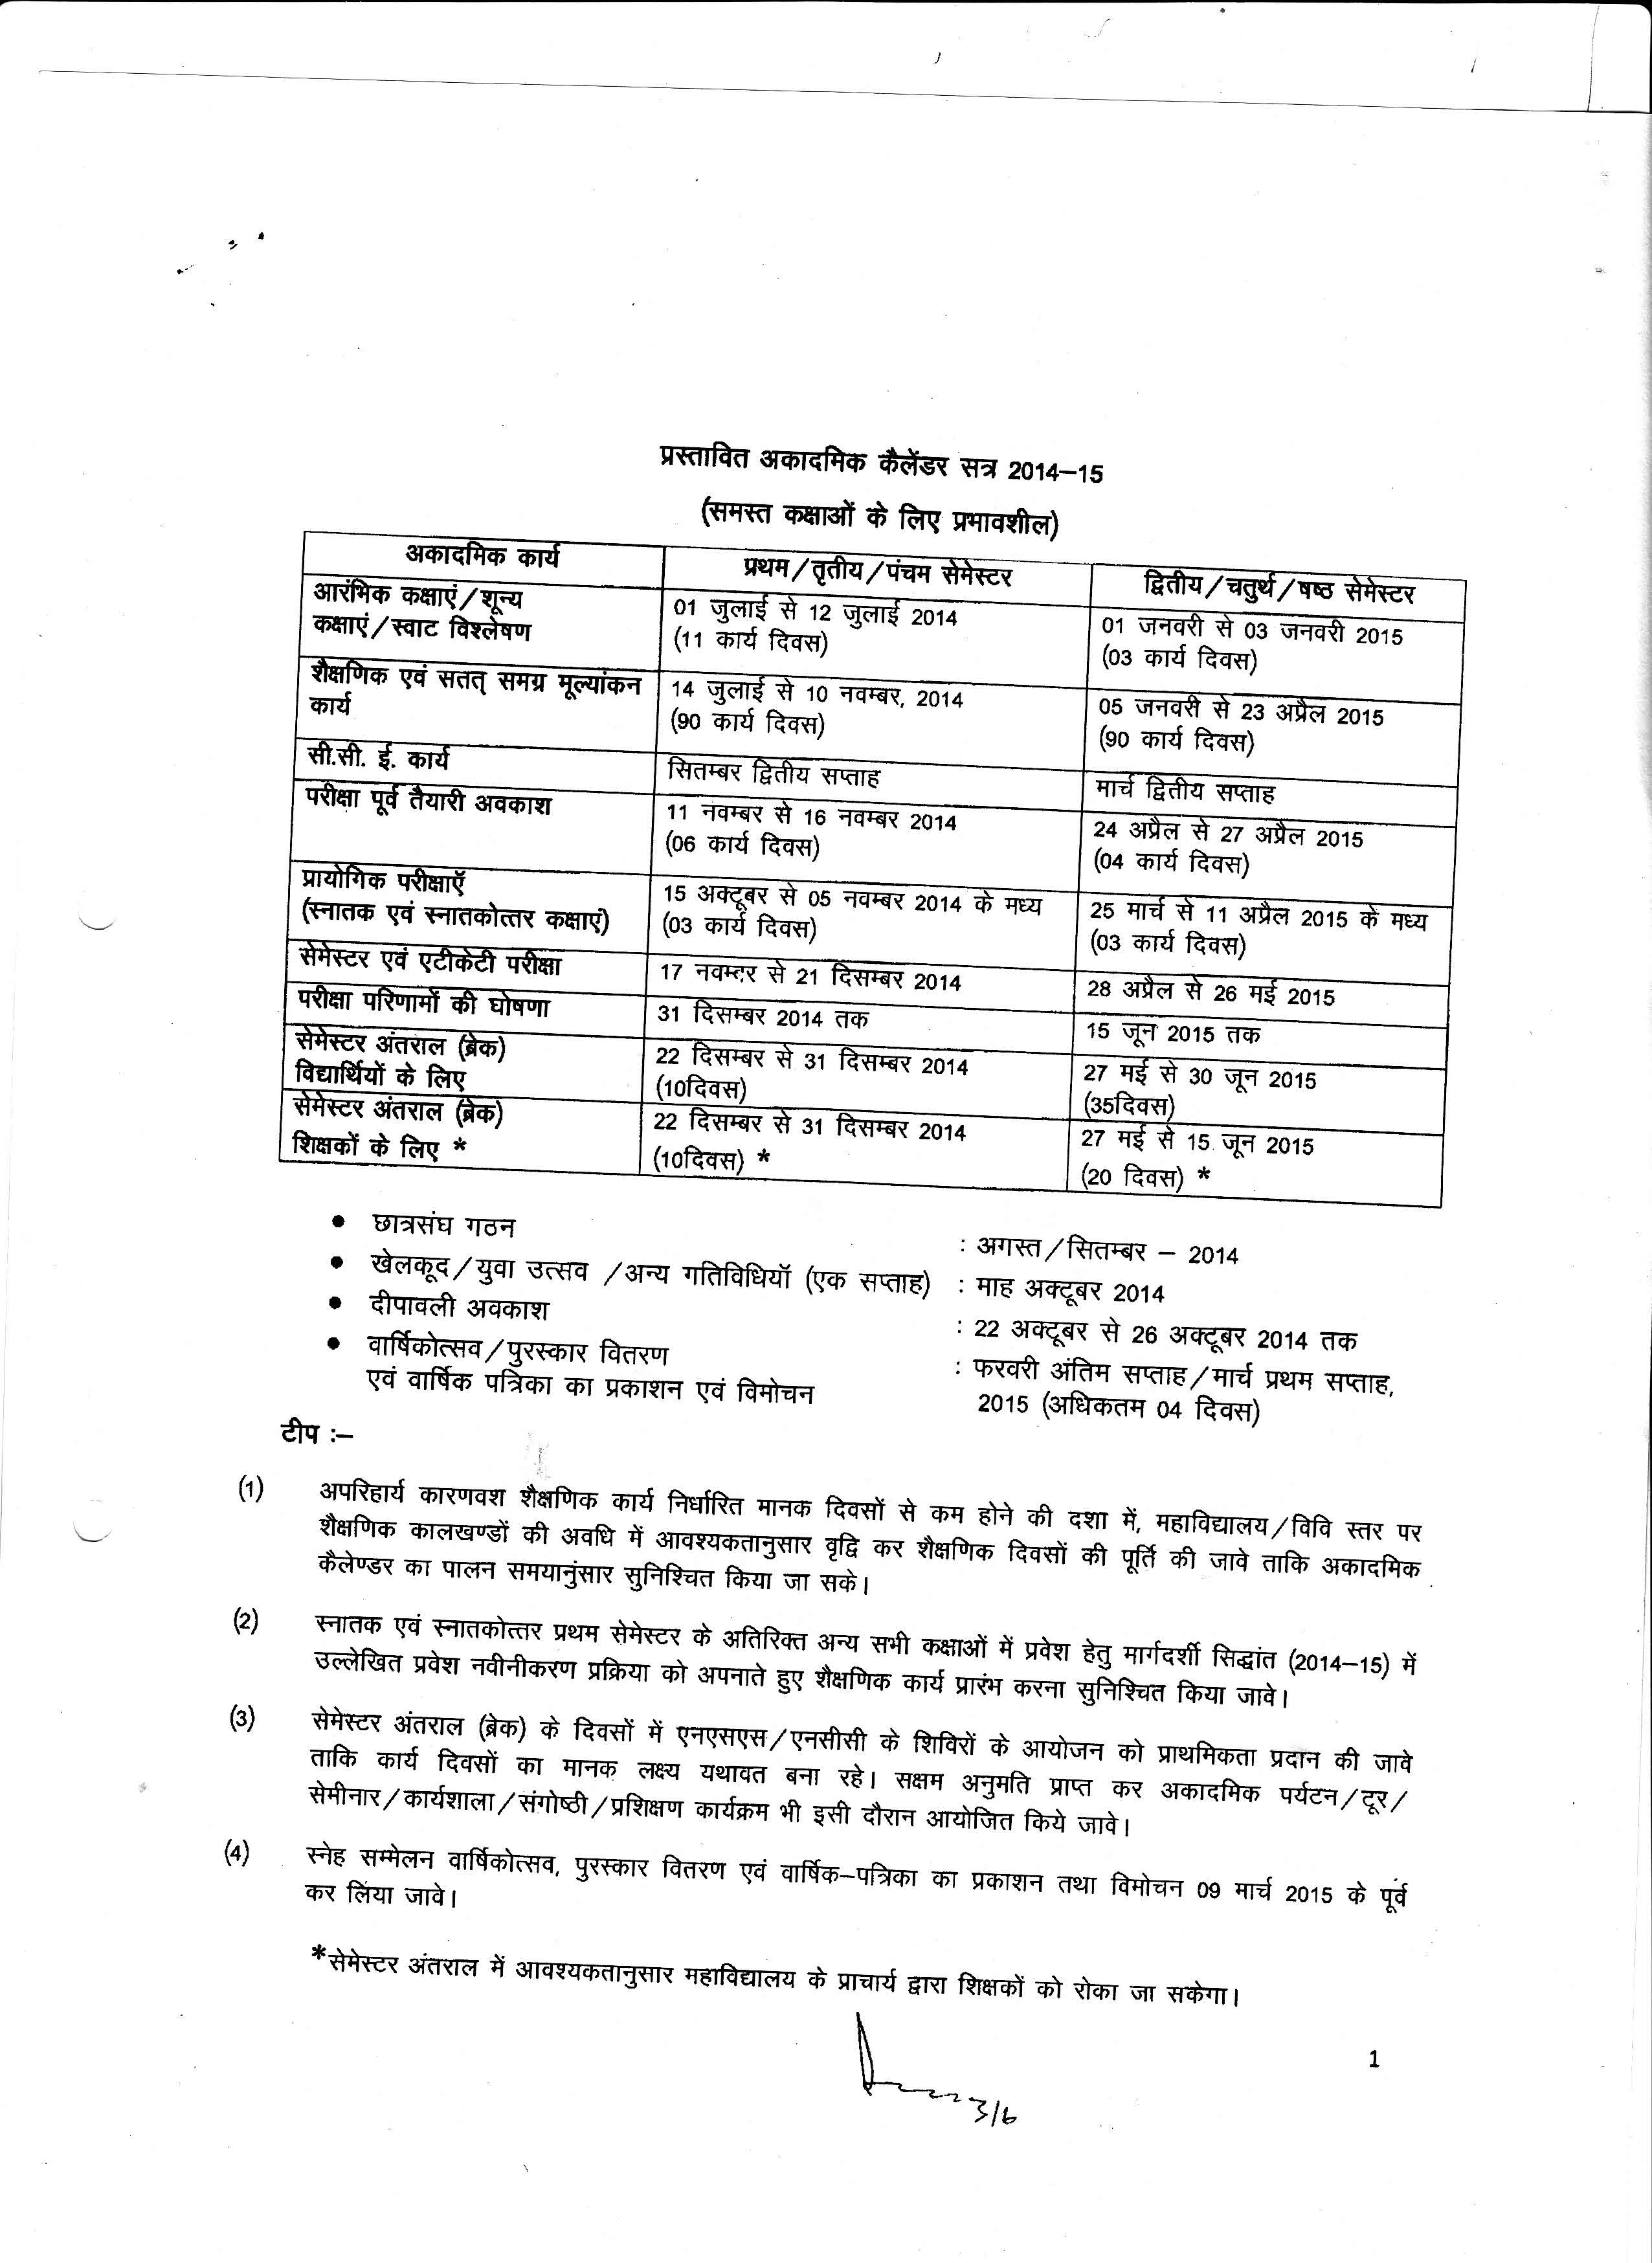 प्रस्तावित अकादमिक कैलेंडर सत्र 2014–15
(समस्त कक्षाओं के लिए प्रभावशील)
अकादमिक कार्य
प्रथम/तृतीय/पंचम सेमेस्टर
द्वितीय/चतुर्थ/षष्ठ सेमेस्टर
आरंभिक कक्षाएं/शून्य
कक्षाएं/स्वाट विश्लेषण
01 जुलाई से 12 जुलाई 2014
(11 कार्य दिवस)
01 जनवरी से 03 जनवरी 2015
(03 कार्य दिवस)
शैक्षणिक एवं सतत् समग्र मूल्यांकन
कार्य
14 जुलाई से 10 नवम्बर, 2014
(90 कार्य दिवस)
05 जनवरी से 23 अप्रैल 2015
(90 कार्य दिवस)
सी.सी. ई. कार्य
सितम्बर द्वितीय सप्ताह
मार्च द्वितीय सप्ताह
परीक्षा पूर्व तैयारी अवकाश
11 नवम्बर से 16 नवम्बर 2014
(06 कार्य दिवस)
24 अप्रैल से 27 अप्रैल 2015
(04 कार्य दिवस)
प्रायोगिक परीक्षाऍ
(स्नातक एवं स्नातकोत्तर कक्षाएं)
15 अक्टूबर से 05 नवम्बर 2014 के मध्य
(03 कार्य दिवस)
25 मार्च से 11 अप्रैल 2015 के मध्य
(03 कार्य दिवस)
सेमेस्टर एवं एटीकेटी परीक्षा
17 नवम्बर से 21 दिसम्बर 2014
28 अप्रैल से 26 मई 2015
परीक्षा परिणामों की घोषणा
31 दिसम्बर 2014 तक
15 जून 2015 तक
सेमेस्टर अंतराल (ब्रेक)
विद्यार्थियों के लिए
22 दिसम्बर से 31 दिसम्बर 2014
(10दिवस)
27 मई से 30 जून 2015
(35दिवस)
सेमेस्टर अंतराल (ब्रेक)
शिक्षकों के लिए *
22 दिसम्बर से 31 दिसम्बर 2014
(10दिवस) *
27 मई से 15 जून 2015
(20 दिवस) *
• छात्रसंघ गठन : अगस्त/सितम्बर – 2014
• खेलकूद/युवा उत्सव /अन्य गतिविधियॉ (एक सप्ताह) : माह अक्टूबर 2014
• दीपावली अवकाश : 22 अक्टूबर से 26 अक्टूबर 2014 तक
• वार्षिकोत्सव/पुरस्कार वितरण : फरवरी अंतिम सप्ताह/मार्च प्रथम सप्ताह,
एवं वार्षिक पत्रिका का प्रकाशन एवं विमोचन 2015 (अधिकतम 04 दिवस)
टीप :–
(1) अपरिहार्य कारणवश शैक्षणिक कार्य निर्धारित मानक दिवसों से कम होने की दशा में, महाविद्यालय/विवि स्तर पर
शैक्षणिक कालखण्डों की अवधि में आवश्यकतानुसार वृद्वि कर शैक्षणिक दिवसों की पूर्ति की जावे ताकि अकादमिक
कैलेण्डर का पालन समयानुंसार सुनिश्चित किया जा सके।
(2) स्नातक एवं स्नातकोत्तर प्रथम सेमेस्टर के अतिरिक्त अन्य सभी कक्षाओं में प्रवेश हेतु मार्गदर्शी सिद्धांत (2014–15) में
उल्लेखित प्रवेश नवीनीकरण प्रक्रिया को अपनाते हुए शैक्षणिक कार्य प्रारंभ करना सुनिश्चित किया जावे।
(3) सेमेस्टर अंतराल (ब्रेक) के दिवसों में एनएसएस/एनसीसी के शिविरों के आयोजन को प्राथमिकता प्रदान की जावे
ताकि कार्य दिवसों का मानक लक्ष्य यथावत बना रहे। सक्षम अनुमति प्राप्त कर अकादमिक पर्यटन/टूर/
सेमीनार/कार्यशाला/संगोष्ठी/प्रशिक्षण कार्यक्रम भी इसी दौरान आयोजित किये जावे।
(4) स्नेह सम्मेलन वार्षिकोत्सव, पुरस्कार वितरण एवं वार्षिक–पत्रिका का प्रकाशन तथा विमोचन 09 मार्च 2015 के पूर्व
कर लिया जावे।
*सेमेस्टर अंतराल में आवश्यकतानुसार महाविद्यालय के प्राचार्य द्वारा शिक्षकों को रोका जा सकेगा।
3/6
1